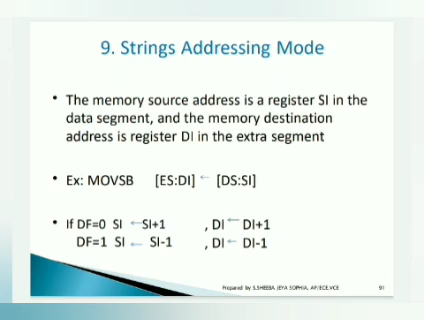 9. Strings Addressing Mode
• The memory source address is a register SI in the
data segment, and the memory destination
address is register DI in the extra segment
• Ex: MOVSB [ES:DI] ← [DS:SI]
• If DF=0 SI ←SI+1 , DI← DI+1
DF=1 SI ← SI-1 , DI← DI-1
Prepared by S.SHEEBA JEYA SOPHIA, AP/ECE,VCE 91